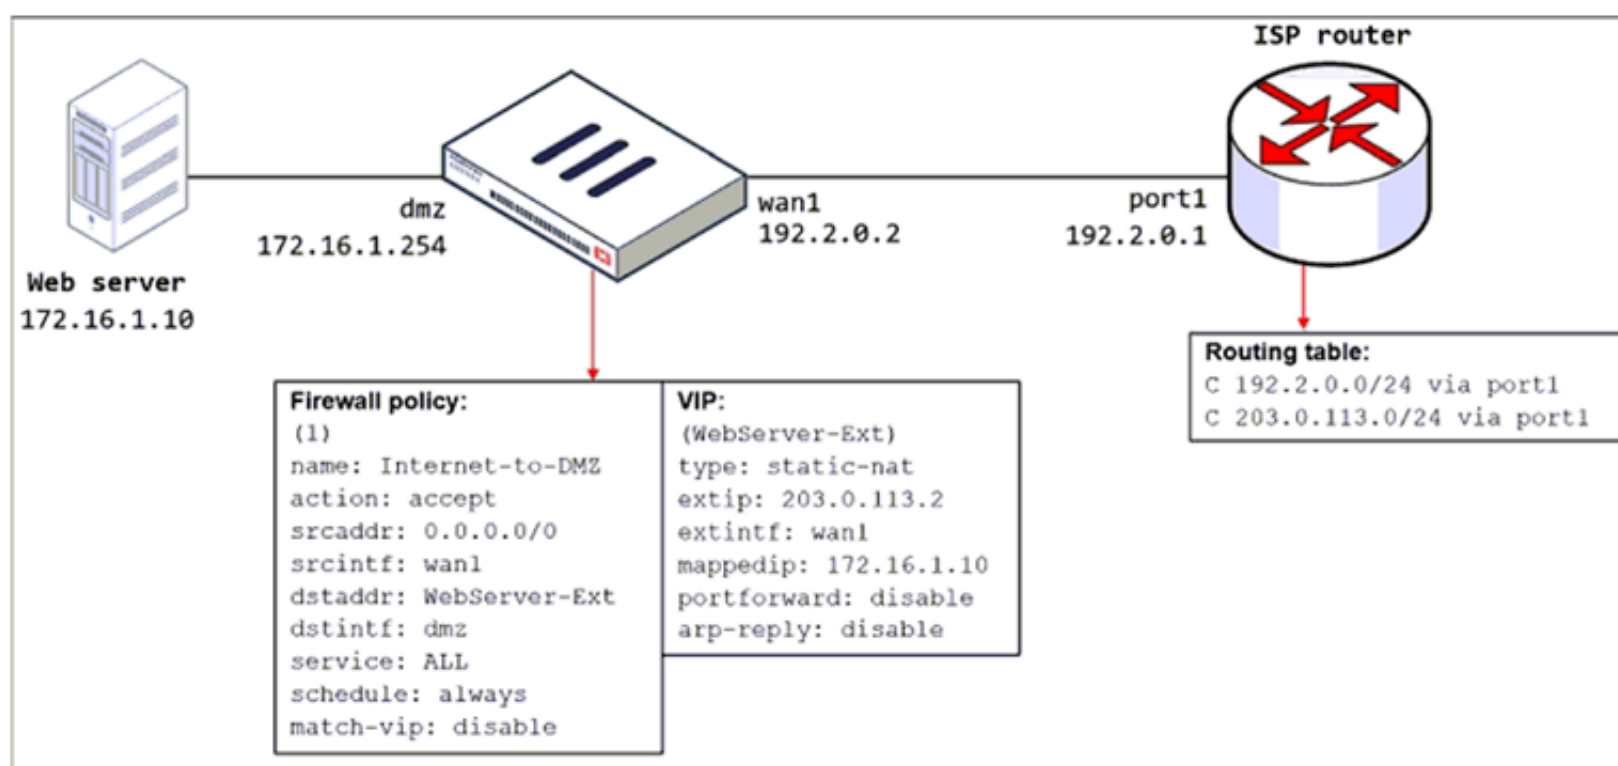 ISP router
dmz
172.16.1.254
wan1
192.2.0.2
port1
192.2.0.1
Web server
172.16.1.10
Routing table:
C 192.2.0.0/24 via port1
C 203.0.113.0/24 via port1
Firewall policy:
(1)
name: Internet-to-DMZ
action: accept
srcaddr: 0.0.0.0/0
srcintf: wan1
dstaddr: WebServer-Ext
dstintf: dmz
service: ALL
schedule: always
match-vip: disable
VIP:
(WebServer-Ext)
type: static-nat
extip: 203.0.113.2
extintf: wan1
mappedip: 172.16.1.10
portforward: disable
arp-reply: disable